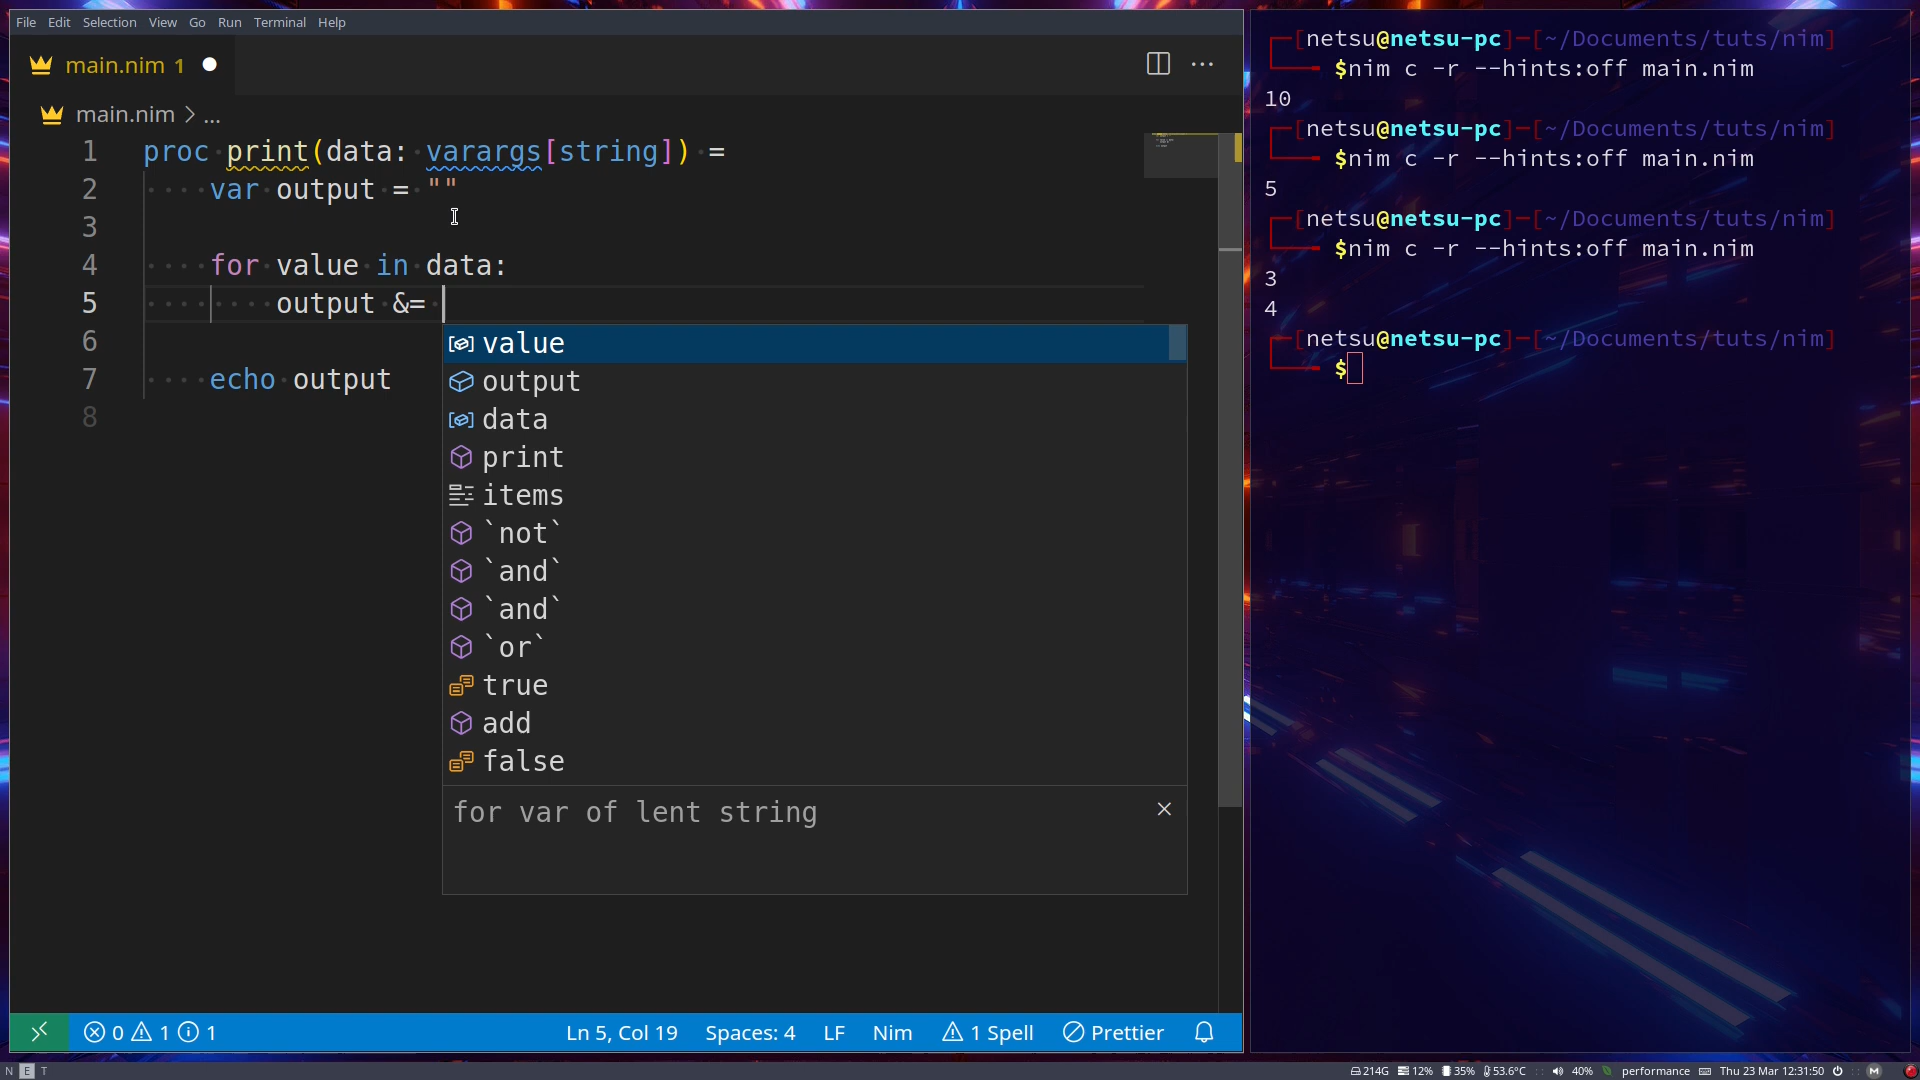 File Edit Selection View Go Run Terminal Help
main.nim 1
main.nim > ...
1 proc print(data: varargs[string]) =
2 var output = ""
3
4 for value in data:
5 output &=
6
7 echo output
8
value
output
data
print
items
`not`
`and`
`and`
`or`
true
add
false
for var of lent string
0 1 1 Ln 5, Col 19 Spaces: 4 LF Nim 1 Spell Prettier
[netsu@netsu-pc]-[~/Documents/tuts/nim]
$nim c -r --hints:off main.nim
10
[netsu@netsu-pc]-[~/Documents/tuts/nim]
$nim c -r --hints:off main.nim
5
[netsu@netsu-pc]-[~/Documents/tuts/nim]
$nim c -r --hints:off main.nim
3
4
[netsu@netsu-pc]-[~/Documents/tuts/nim]
$
N E T 214G 12% 35% 53.6°C 40% performance Thu 23 Mar 12:31:50 M